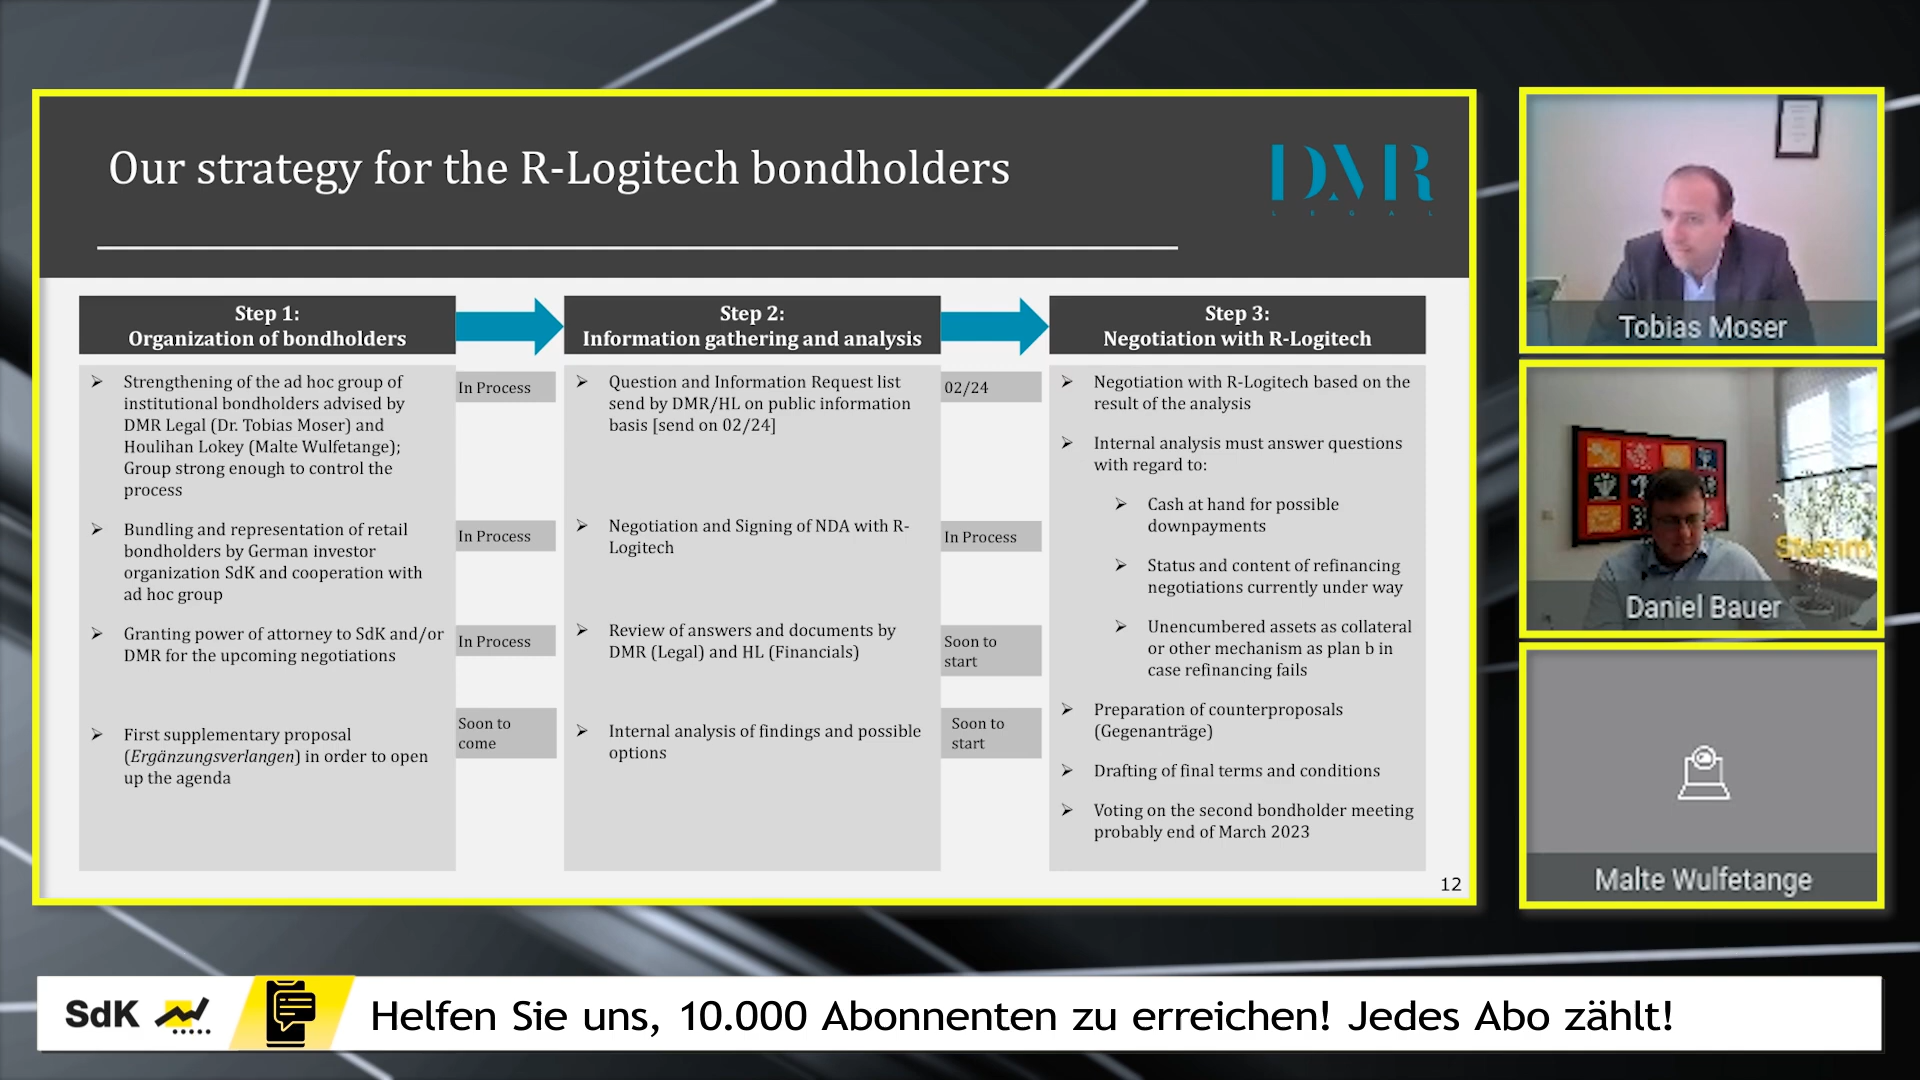 Our strategy for the R-Logitech bondholders
DMR
LEGAL
Step 1:
Organization of bondholders
Strengthening of the ad hoc group of
institutional bondholders advised by
DMR Legal (Dr. Tobias Moser) and
Houlihan Lokey (Malte Wulfetange);
Group strong enough to control the
process
In Process
Bundling and representation of retail
bondholders by German investor
organization SdK and cooperation with
ad hoc group
In Process
Granting power of attorney to SdK and/or
DMR for the upcoming negotiations
In Process
First supplementary proposal
(Ergänzungsverlangen) in order to open
up the agenda
Soon to
come
Step 2:
Information gathering and analysis
Question and Information Request list
send by DMR/HL on public information
basis [send on 02/24]
02/24
Negotiation and Signing of NDA with R-
Logitech
In Process
Review of answers and documents by
DMR (Legal) and HL (Financials)
Soon to
start
Internal analysis of findings and possible
options
Soon to
start
Step 3:
Negotiation with R-Logitech
Negotiation with R-Logitech based on the
result of the analysis
Internal analysis must answer questions
with regard to:
Cash at hand for possible
downpayments
Status and content of refinancing
negotiations currently under way
Unencumbered assets as collateral
or other mechanism as plan b in
case refinancing fails
Preparation of counterproposals
(Gegenanträge)
Drafting of final terms and conditions
Voting on the second bondholder meeting
probably end of March 2023
12
Tobias Moser
Stumm
Daniel Bauer
Malte Wulfetange
SdK
Helfen Sie uns, 10.000 Abonnenten zu erreichen! Jedes Abo zählt!